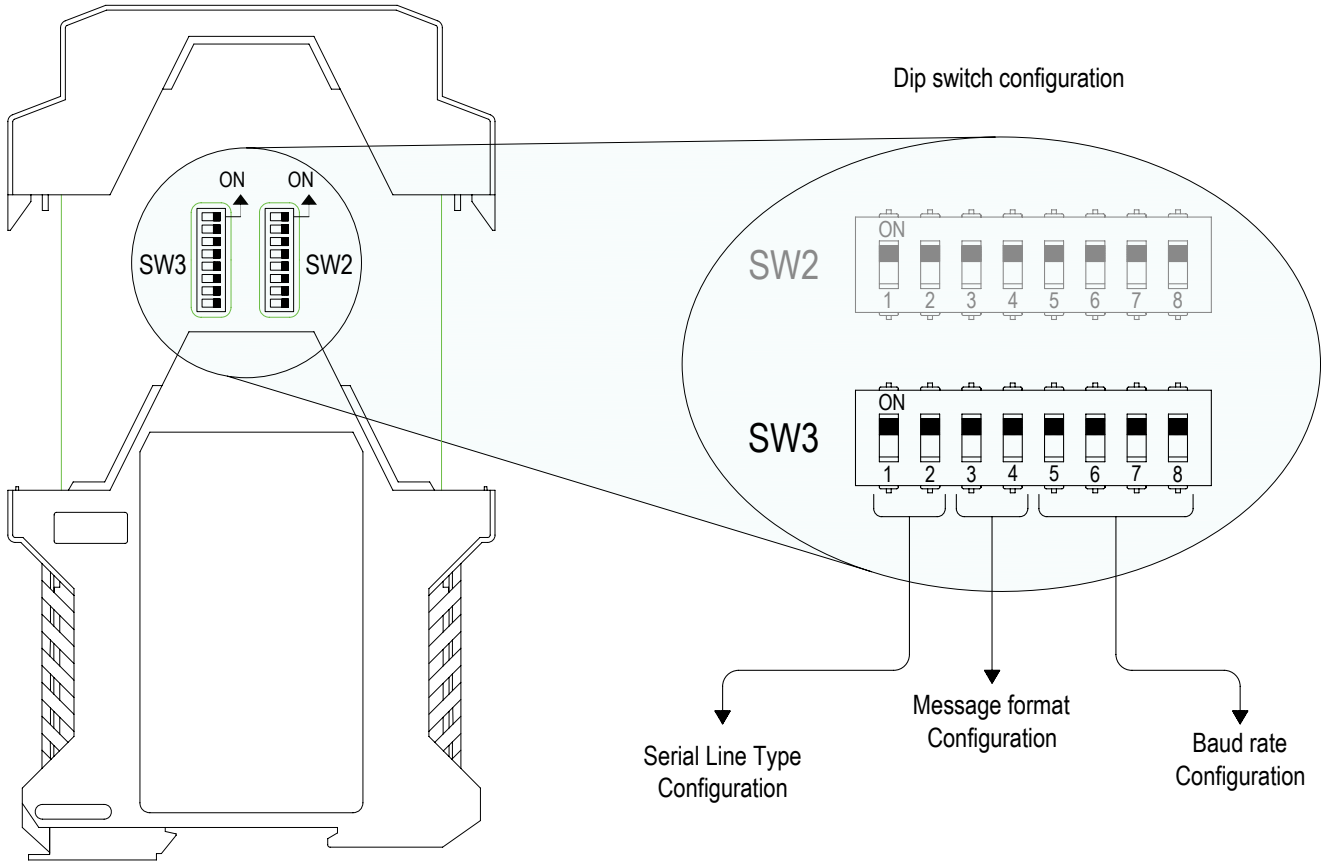 Dip switch configuration
ON ON
SW3 SW2
SW2
ON
1 2 3 4 5 6 7 8
SW3
ON
1 2 3 4 5 6 7 8
Serial Line Type
Configuration
Message format
Configuration
Baud rate
Configuration